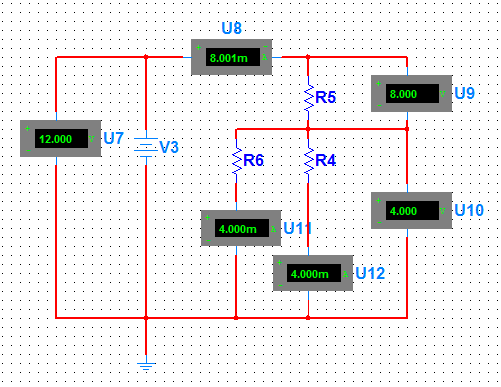 U8
8.001m A
R5
8.000 V
U9
12.000 V
U7
V3
R6
R4
4.000 V
U10
4.000m A
U11
4.000m A
U12